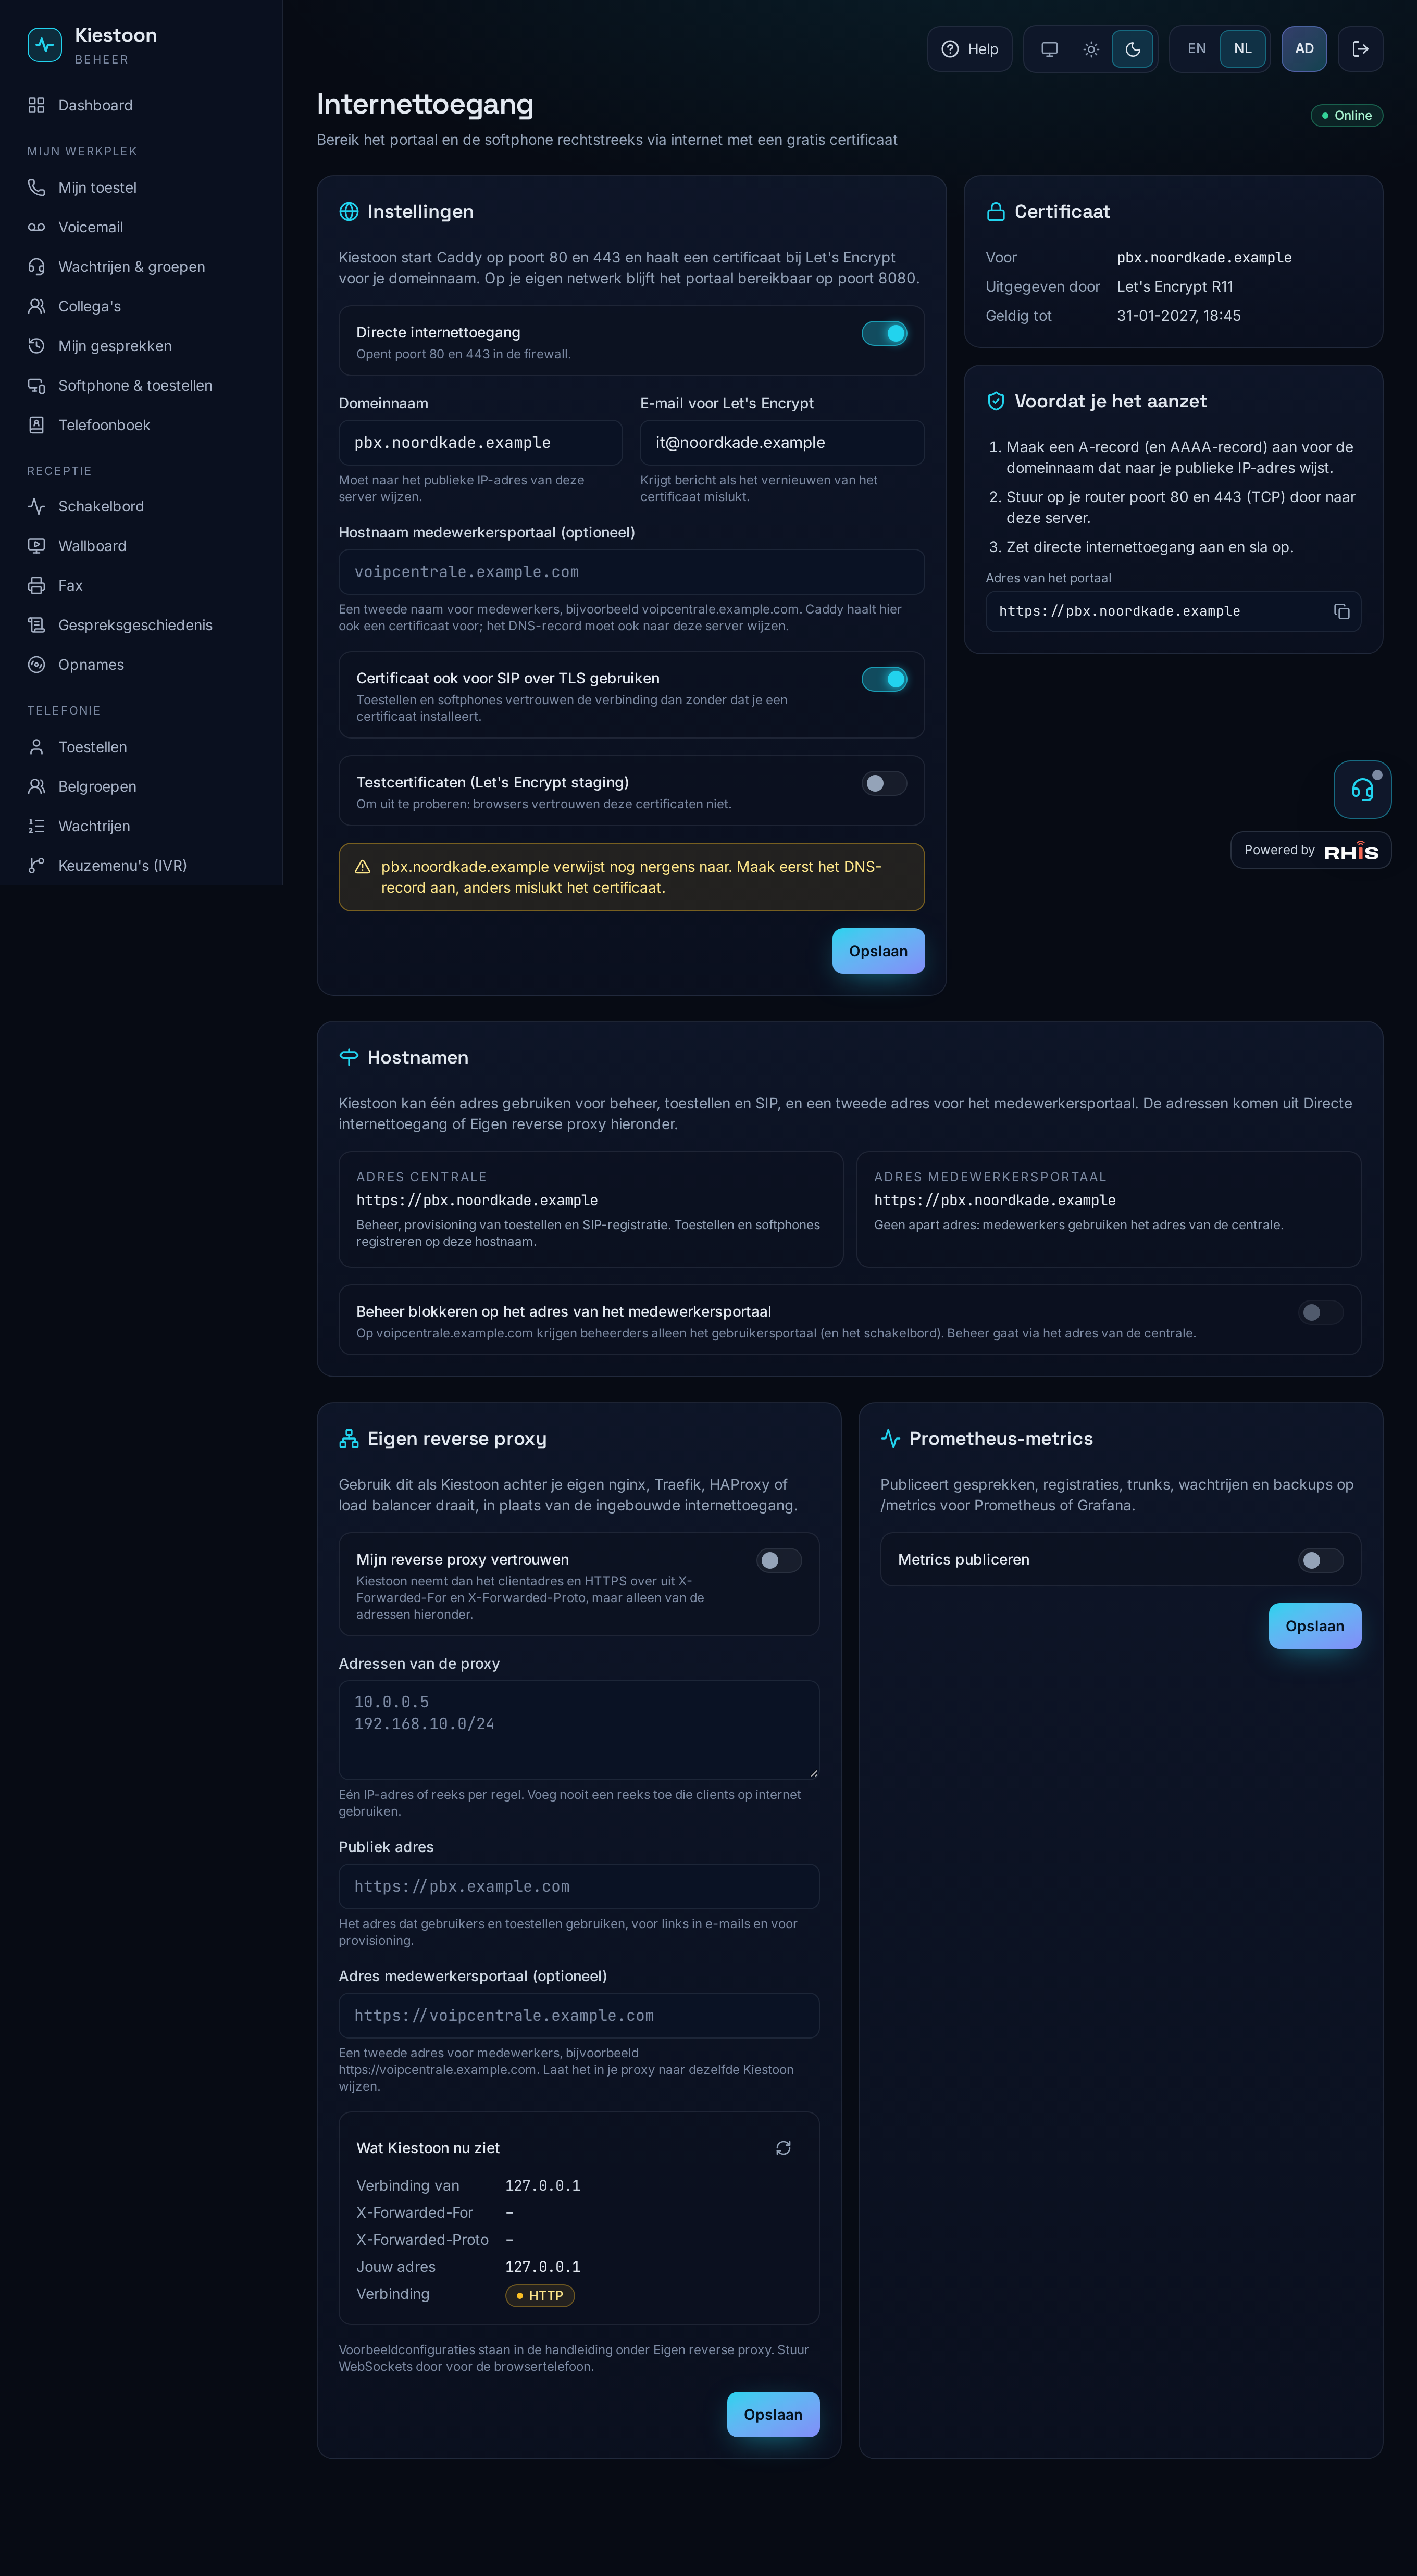 Kiestoon
BEHEER
Dashboard
MIJN WERKPLEK
Mijn toestel
Voicemail
Wachtrijen & groepen
Collega's
Mijn gesprekken
Softphone & toestellen
Telefoonboek
RECEPTIE
Schakelbord
Wallboard
Fax
Gespreksgeschiedenis
Opnames
TELEFONIE
Toestellen
Belgroepen
Wachtrijen
Keuzemenu's (IVR)
Help
EN
NL
AD
Internettoegang
Online
Bereik het portaal en de softphone rechtstreeks via internet met een gratis certificaat
Instellingen
Kiestoon start Caddy op poort 80 en 443 en haalt een certificaat bij Let's Encrypt
voor je domeinnaam. Op je eigen netwerk blijft het portaal bereikbaar op poort 8080.
Directe internettoegang
Opent poort 80 en 443 in de firewall.
Domeinnaam
pbx.noordkade.example
Moet naar het publieke IP-adres van deze
server wijzen.
E-mail voor Let's Encrypt
it@noordkade.example
Krijgt bericht als het vernieuwen van het
certificaat mislukt.
Hostnaam medewerkersportaal (optioneel)
voipcentrale.example.com
Een tweede naam voor medewerkers, bijvoorbeeld voipcentrale.example.com. Caddy haalt hier
ook een certificaat voor; het DNS-record moet ook naar deze server wijzen.
Certificaat ook voor SIP over TLS gebruiken
Toestellen en softphones vertrouwen de verbinding dan zonder dat je een
certificaat installeert.
Testcertificaten (Let's Encrypt staging)
Om uit te proberen: browsers vertrouwen deze certificaten niet.
pbx.noordkade.example verwijst nog nergens naar. Maak eerst het DNS-
record aan, anders mislukt het certificaat.
Opslaan
Certificaat
Voor pbx.noordkade.example
Uitgegeven door Let's Encrypt R11
Geldig tot 31-01-2027, 18:45
Voordat je het aanzet
1. Maak een A-record (en AAAA-record) aan voor de
domeinnaam dat naar je publieke IP-adres wijst.
2. Stuur op je router poort 80 en 443 (TCP) door naar
deze server.
3. Zet directe internettoegang aan en sla op.
Adres van het portaal
https://pbx.noordkade.example
Powered by RHIS
Hostnamen
Kiestoon kan één adres gebruiken voor beheer, toestellen en SIP, en een tweede adres voor het medewerkersportaal. De adressen komen uit Directe
internettoegang of Eigen reverse proxy hieronder.
ADRES CENTRALE
https://pbx.noordkade.example
Beheer, provisioning van toestellen en SIP-registratie. Toestellen en softphones
registreren op deze hostnaam.
ADRES MEDEWERKERSPORTAAL
https://pbx.noordkade.example
Geen apart adres: medewerkers gebruiken het adres van de centrale.
Beheer blokkeren op het adres van het medewerkersportaal
Op voipcentrale.example.com krijgen beheerders alleen het gebruikersportaal (en het schakelbord). Beheer gaat via het adres van de centrale.
Eigen reverse proxy
Gebruik dit als Kiestoon achter je eigen nginx, Traefik, HAProxy of
load balancer draait, in plaats van de ingebouwde internettoegang.
Mijn reverse proxy vertrouwen
Kiestoon neemt dan het clientadres en HTTPS over uit X-
Forwarded-For en X-Forwarded-Proto, maar alleen van de
adressen hieronder.
Adressen van de proxy
10.0.0.5
192.168.10.0/24
Eén IP-adres of reeks per regel. Voeg nooit een reeks toe die clients op internet
gebruiken.
Publiek adres
https://pbx.example.com
Het adres dat gebruikers en toestellen gebruiken, voor links in e-mails en voor
provisioning.
Adres medewerkersportaal (optioneel)
https://voipcentrale.example.com
Een tweede adres voor medewerkers, bijvoorbeeld
https://voipcentrale.example.com. Laat het in je proxy naar dezelfde Kiestoon
wijzen.
Wat Kiestoon nu ziet
Verbinding van 127.0.0.1
X-Forwarded-For –
X-Forwarded-Proto –
Jouw adres 127.0.0.1
Verbinding HTTP
Voorbeeldconfiguraties staan in de handleiding onder Eigen reverse proxy. Stuur
WebSockets door voor de browsertelefoon.
Opslaan
Prometheus-metrics
Publiceert gesprekken, registraties, trunks, wachtrijen en backups op
/metrics voor Prometheus of Grafana.
Metrics publiceren
Opslaan